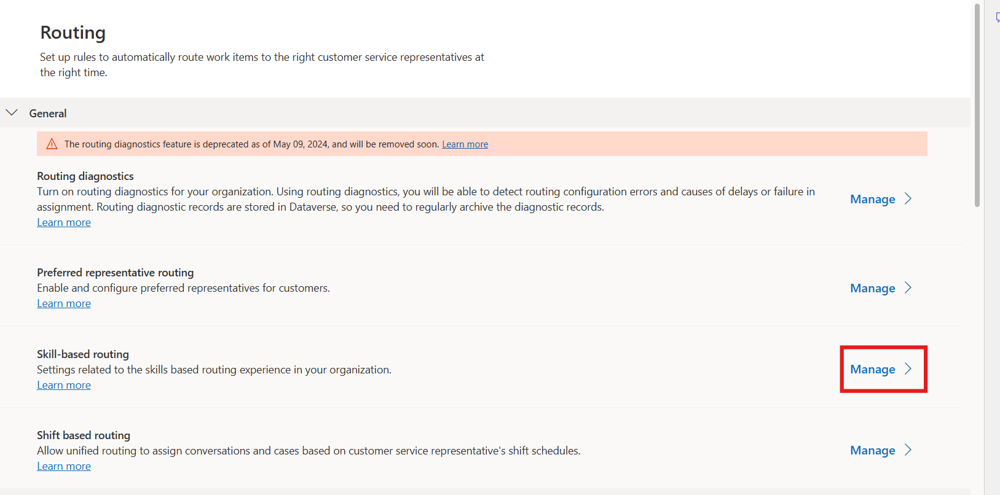 Routing
Set up rules to automatically route work items to the right customer service representatives at
the right time.
General
The routing diagnostics feature is deprecated as of May 09, 2024, and will be removed soon. Learn more
Routing diagnostics
Turn on routing diagnostics for your organization. Using routing diagnostics, you will be able to detect routing configuration errors and causes of delays or failure in
assignment. Routing diagnostic records are stored in Dataverse, so you need to regularly archive the diagnostic records.
Learn more
Manage
Preferred representative routing
Enable and configure preferred representatives for customers.
Learn more
Manage
Skill-based routing
Settings related to the skills based routing experience in your organization.
Learn more
Manage
Shift based routing
Allow unified routing to assign conversations and cases based on customer service representative's shift schedules.
Learn more
Manage